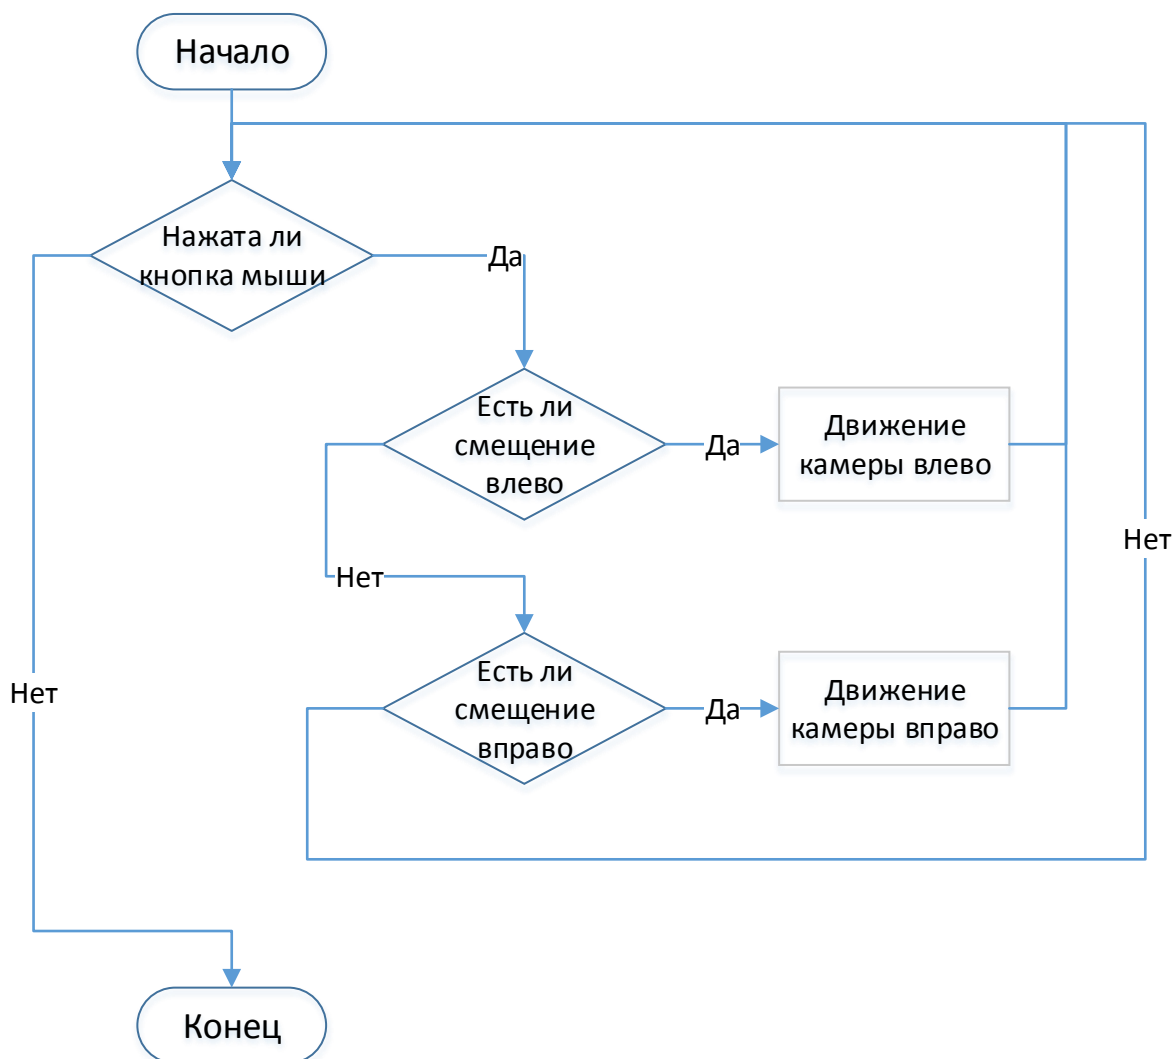 Начало
Нажата ли
кнопка мыши
Да
Есть ли
смещение
влево
Да
Движение
камеры влево
Нет
Нет
Есть ли
смещение
вправо
Да
Движение
камеры вправо
Нет
Конец